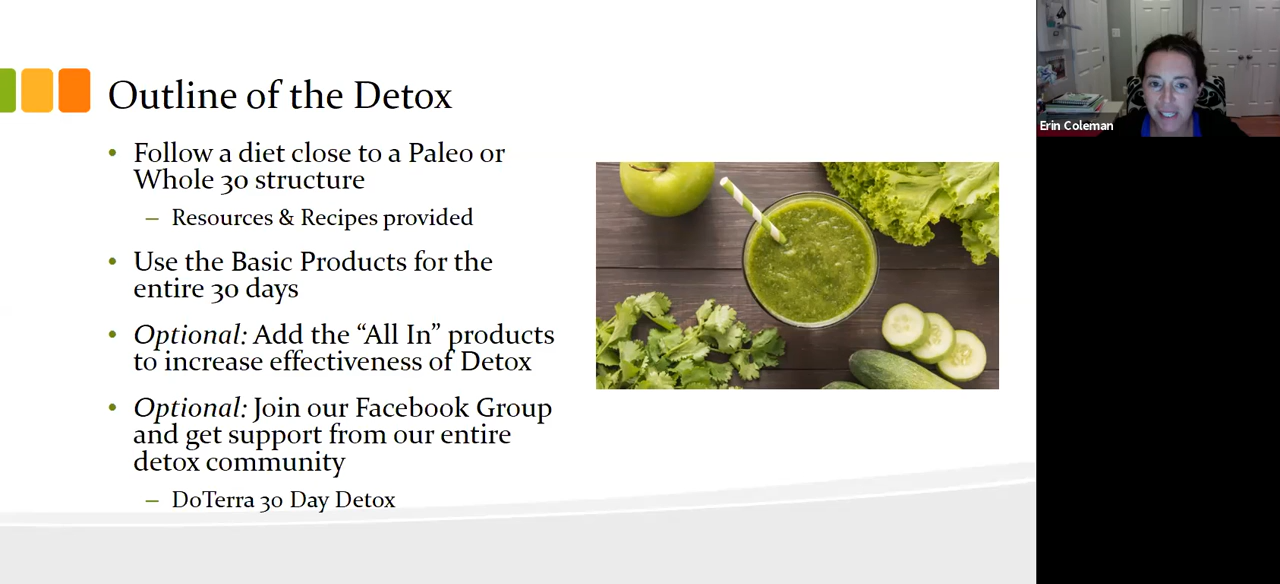 Outline of the Detox
• Follow a diet close to a Paleo or
Whole 30 structure
– Resources & Recipes provided
• Use the Basic Products for the
entire 30 days
• Optional: Add the “All In” products
to increase effectiveness of Detox
• Optional: Join our Facebook Group
and get support from our entire
detox community
– DoTerra 30 Day Detox
Erin Coleman